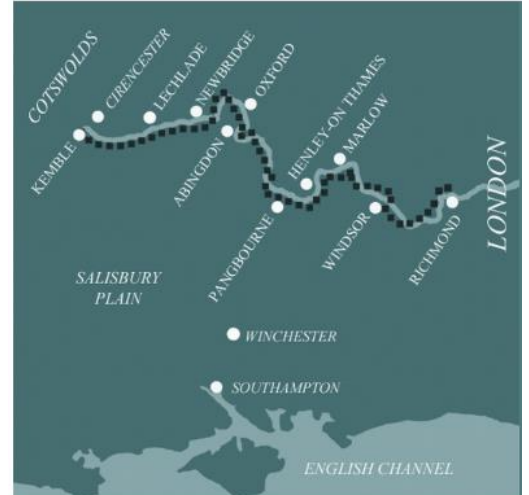 COTSWOLDS
CIRENCESTER
LECHLADE
NEWBRIDGE
OXFORD
KEMBLE
ABINGDON
HENLEY-ON THAMES
MARLOW
PANGBOURNE
WINDSOR
RICHMOND
LONDON
SALISBURY
PLAIN
WINCHESTER
SOUTHAMPTON
ENGLISH CHANNEL